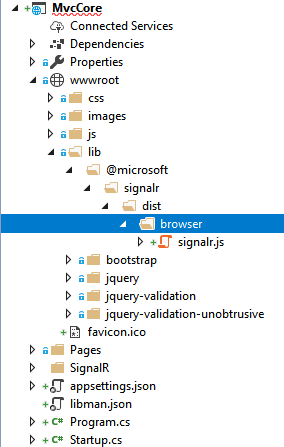 MvcCore
Connected Services
Dependencies
Properties
wwwroot
css
images
js
lib
@microsoft
signalr
dist
browser
signalr.js
bootstrap
jquery
jquery-validation
jquery-validation-unobtrusive
favicon.ico
Pages
SignalR
appsettings.json
libman.json
C# Program.cs
C# Startup.cs